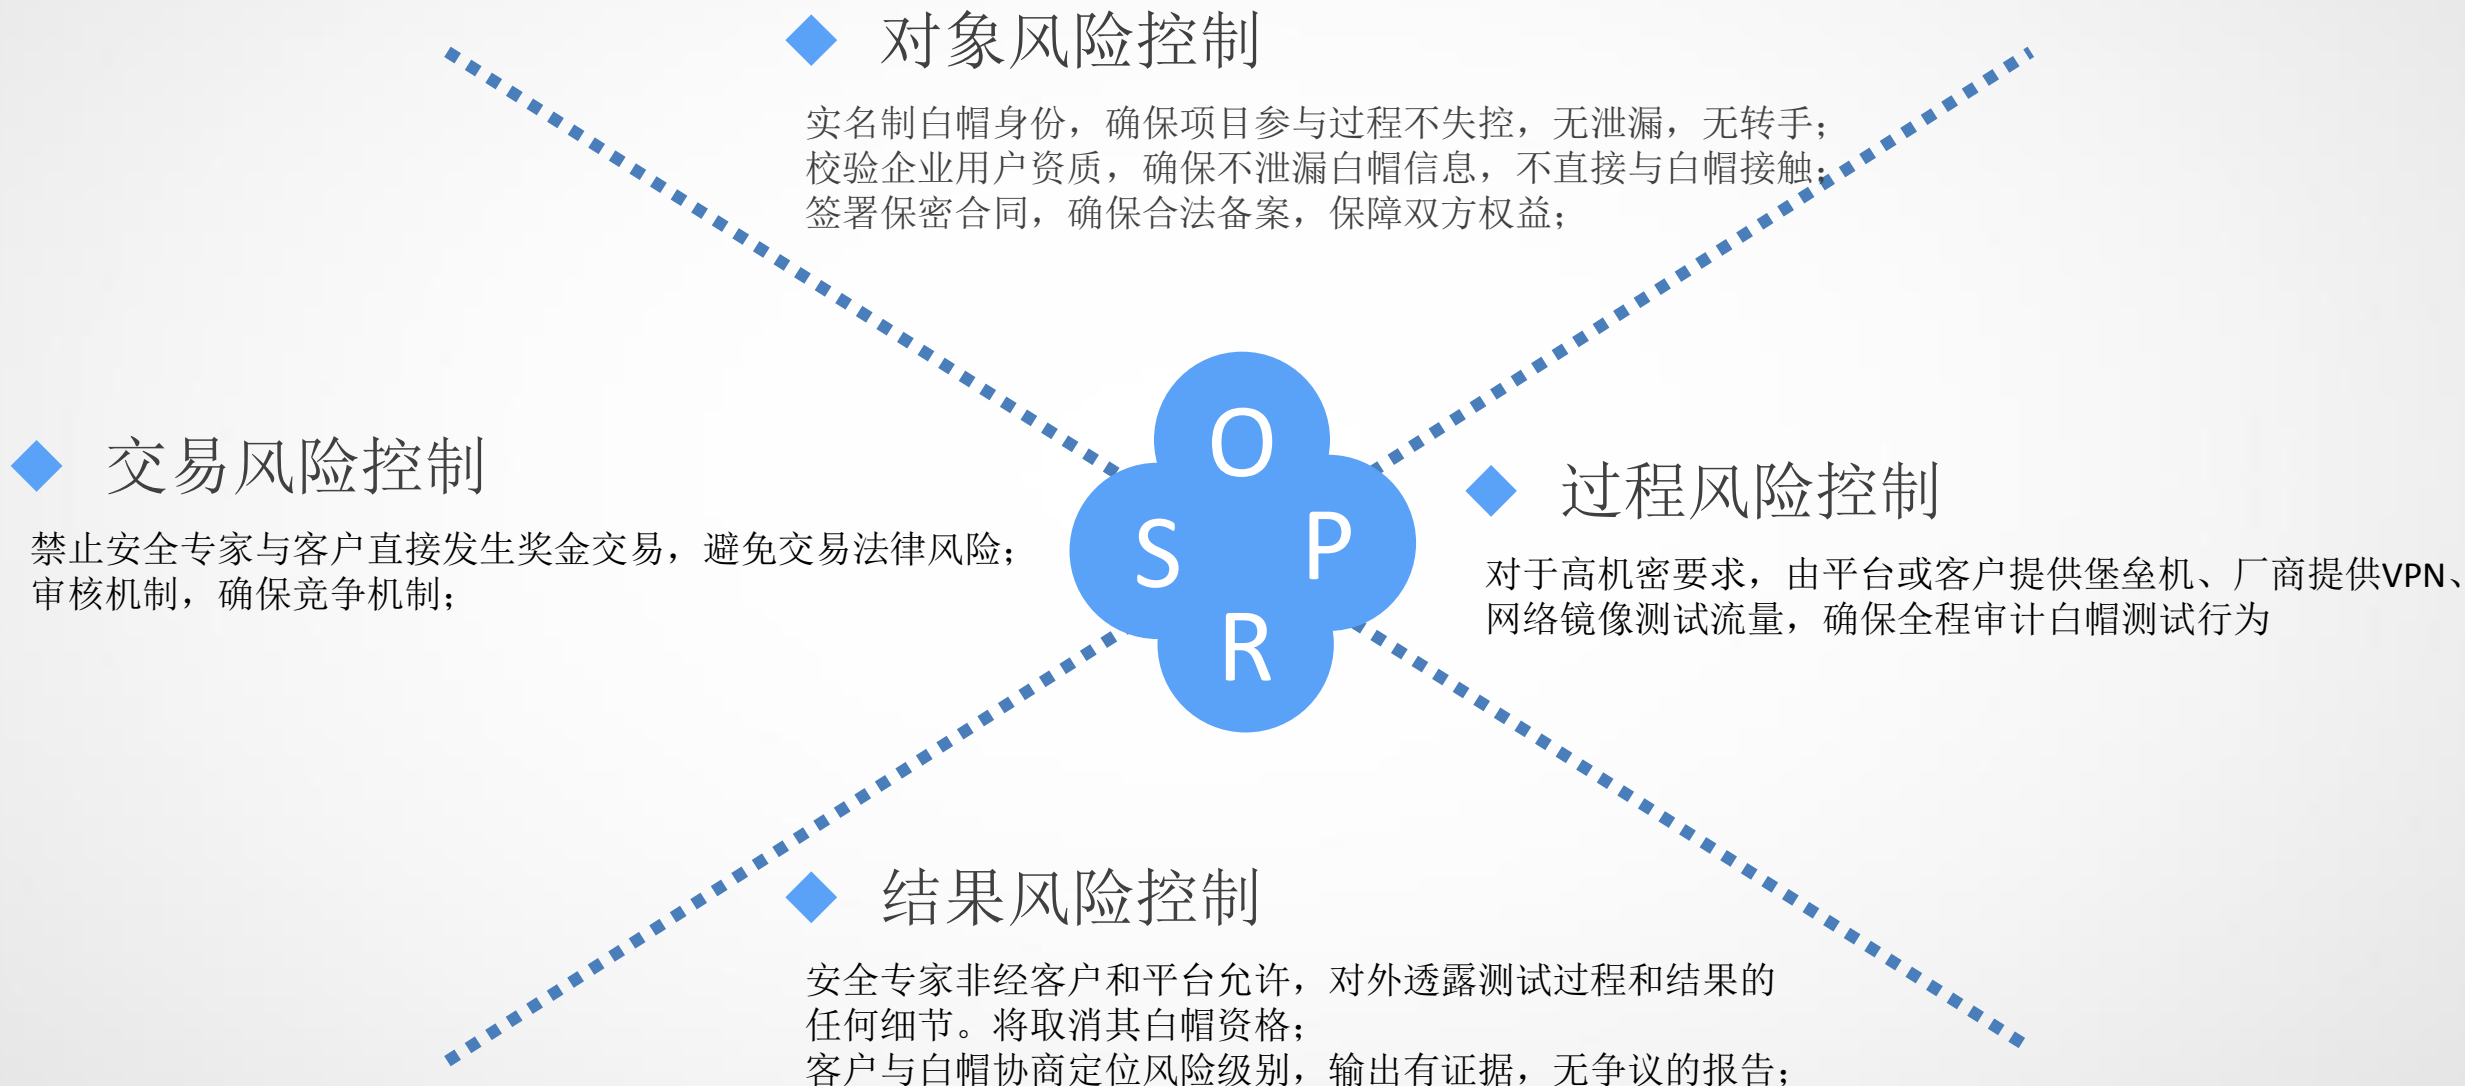 对象风险控制
实名制白帽身份，确保项目参与过程不失控，无泄漏，无转手；
校验企业用户资质，确保不泄漏白帽信息，不直接与白帽接触；
签署保密合同，确保合法备案，保障双方权益；
交易风险控制
禁止安全专家与客户直接发生奖金交易，避免交易法律风险；
审核机制，确保竞争机制；
O
S P
R
过程风险控制
对于高机密要求，由平台或客户提供堡垒机、厂商提供VPN、
网络镜像测试流量，确保全程审计白帽测试行为
结果风险控制
安全专家非经客户和平台允许，对外透露测试过程和结果的
任何细节。将取消其白帽资格；
客户与白帽协商定位风险级别，输出有证据，无争议的报告；